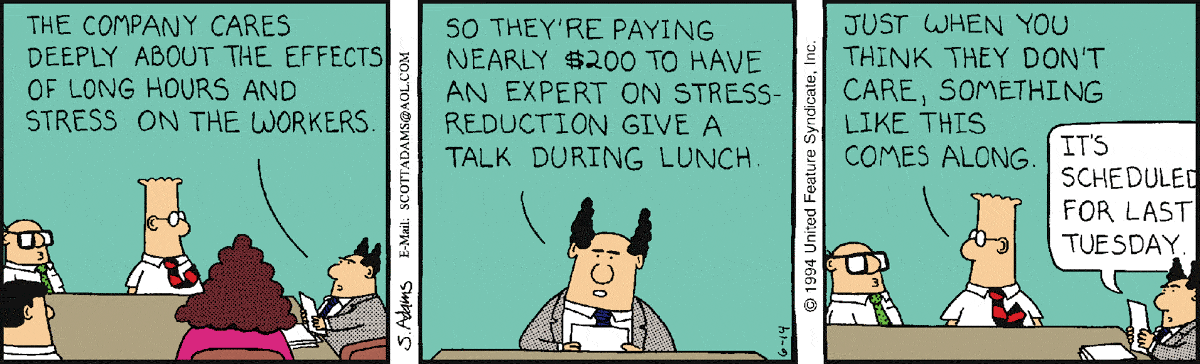 THE COMPANY CARES
DEEPLY ABOUT THE EFFECTS
OF LONG HOURS AND
STRESS ON THE WORKERS.
S. Adams E-Mail: SCOTTADAMS@AOL.COM
SO THEY'RE PAYING
NEARLY $200 TO HAVE
AN EXPERT ON STRESS-
REDUCTION GIVE A
TALK DURING LUNCH.
6-14
© 1994 United Feature Syndicate, Inc.
JUST WHEN YOU
THINK THEY DON'T
CARE, SOMETHING
LIKE THIS
COMES ALONG.
IT'S
SCHEDULED
FOR LAST
TUESDAY.